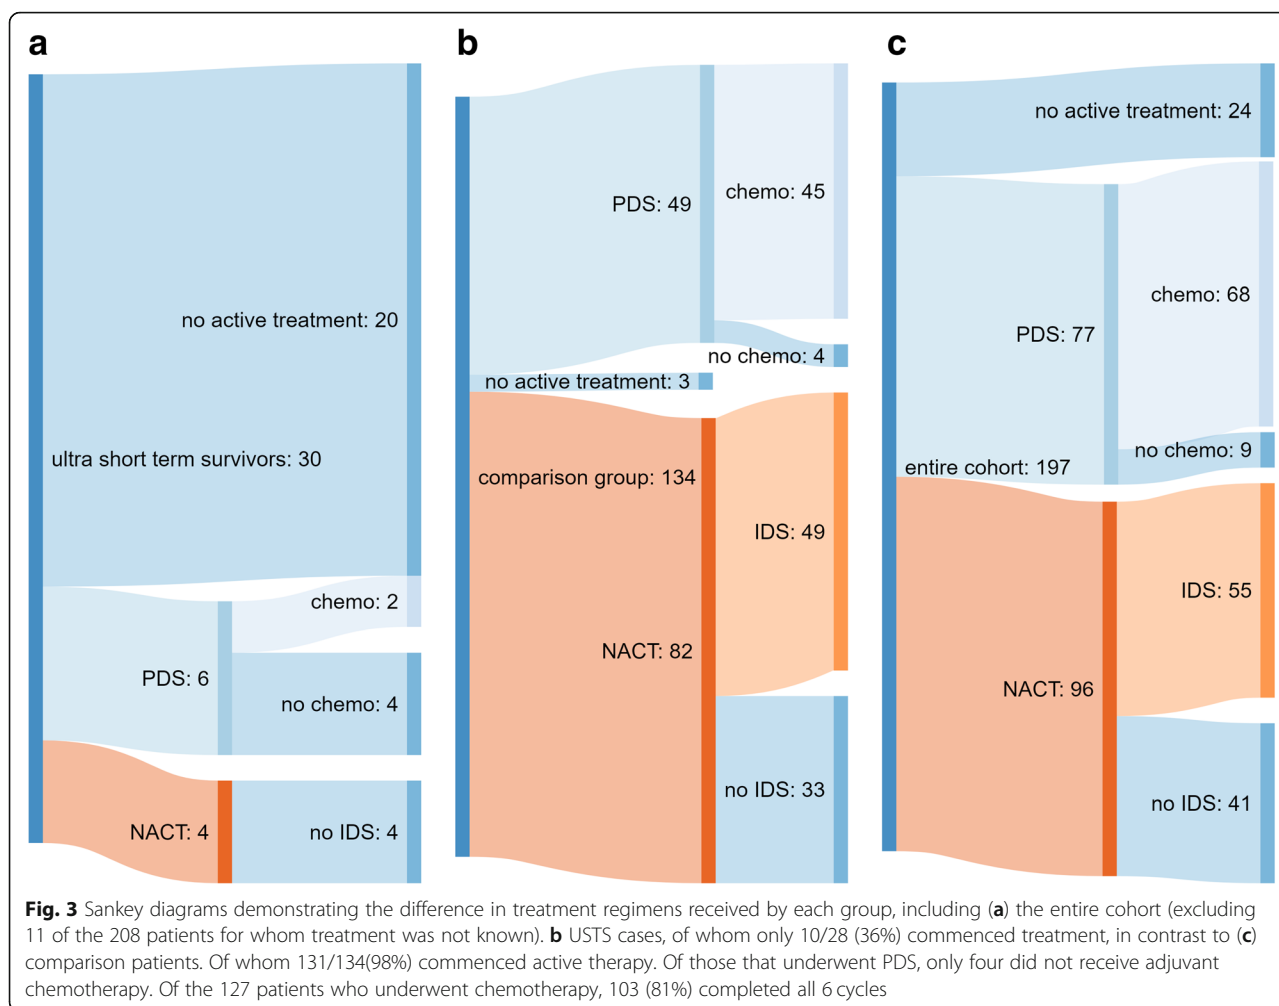 a
no active treatment: 20
ultra short term survivors: 30
chemo: 2
PDS: 6
no chemo: 4
NACT: 4
no IDS: 4
b
PDS: 49
chemo: 45
no chemo: 4
no active treatment: 3
comparison group: 134
IDS: 49
NACT: 82
no IDS: 33
c
no active treatment: 24
chemo: 68
PDS: 77
no chemo: 9
entire cohort: 197
IDS: 55
NACT: 96
no IDS: 41
Fig. 3 Sankey diagrams demonstrating the difference in treatment regimens received by each group, including (a) the entire cohort (excluding
11 of the 208 patients for whom treatment was not known). b USTS cases, of whom only 10/28 (36%) commenced treatment, in contrast to (c)
comparison patients. Of whom 131/134(98%) commenced active therapy. Of those that underwent PDS, only four did not receive adjuvant
chemotherapy. Of the 127 patients who underwent chemotherapy, 103 (81%) completed all 6 cycles